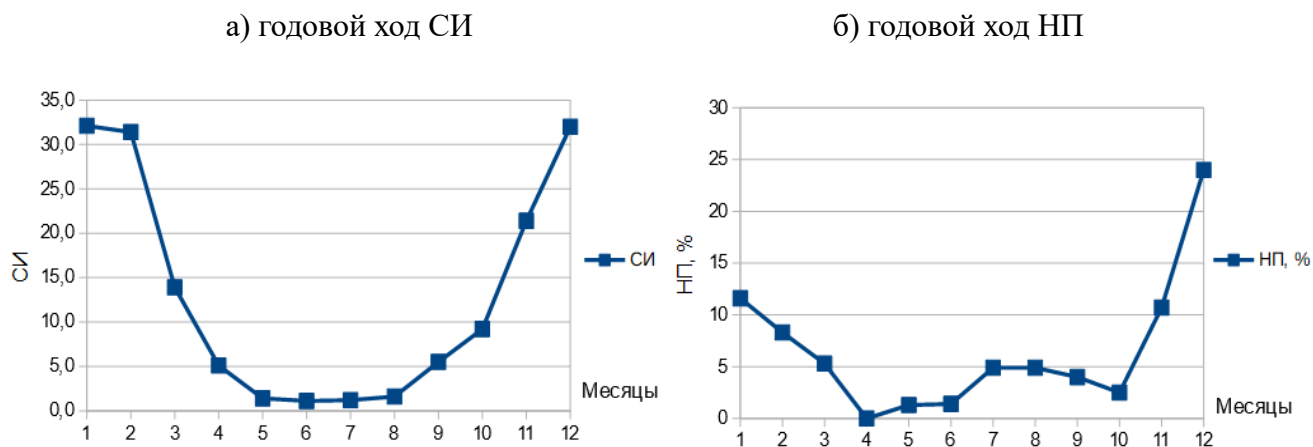 а) годовой ход СИ
35,0
30,0
25,0
20,0
15,0
10,0
5,0
0,0
СИ
1 2 3 4 5 6 7 8 9 10 11 12
Месяцы
СИ
б) годовой ход НП
30
25
20
15
10
5
0
НП, %
1 2 3 4 5 6 7 8 9 10 11 12
Месяцы
НП, %